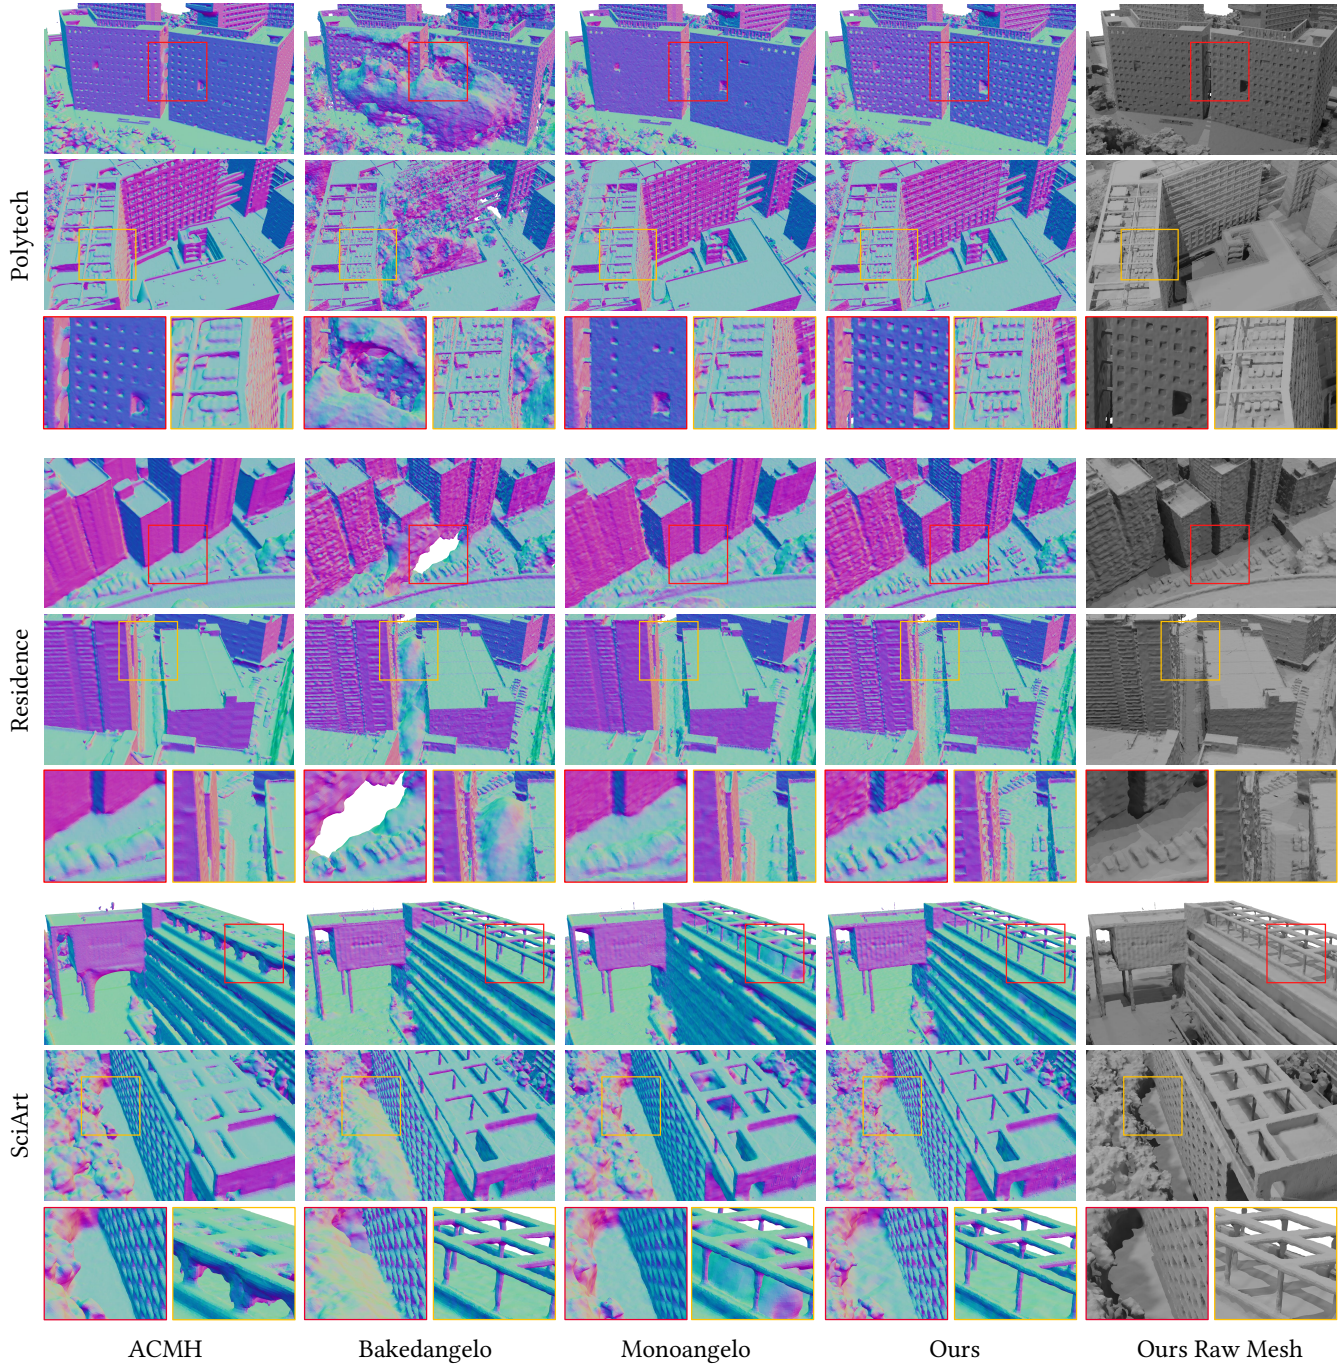 Polytech
Residence
SciArt
ACMH
Bakedangelo
Monoangelo
Ours
Ours Raw Mesh